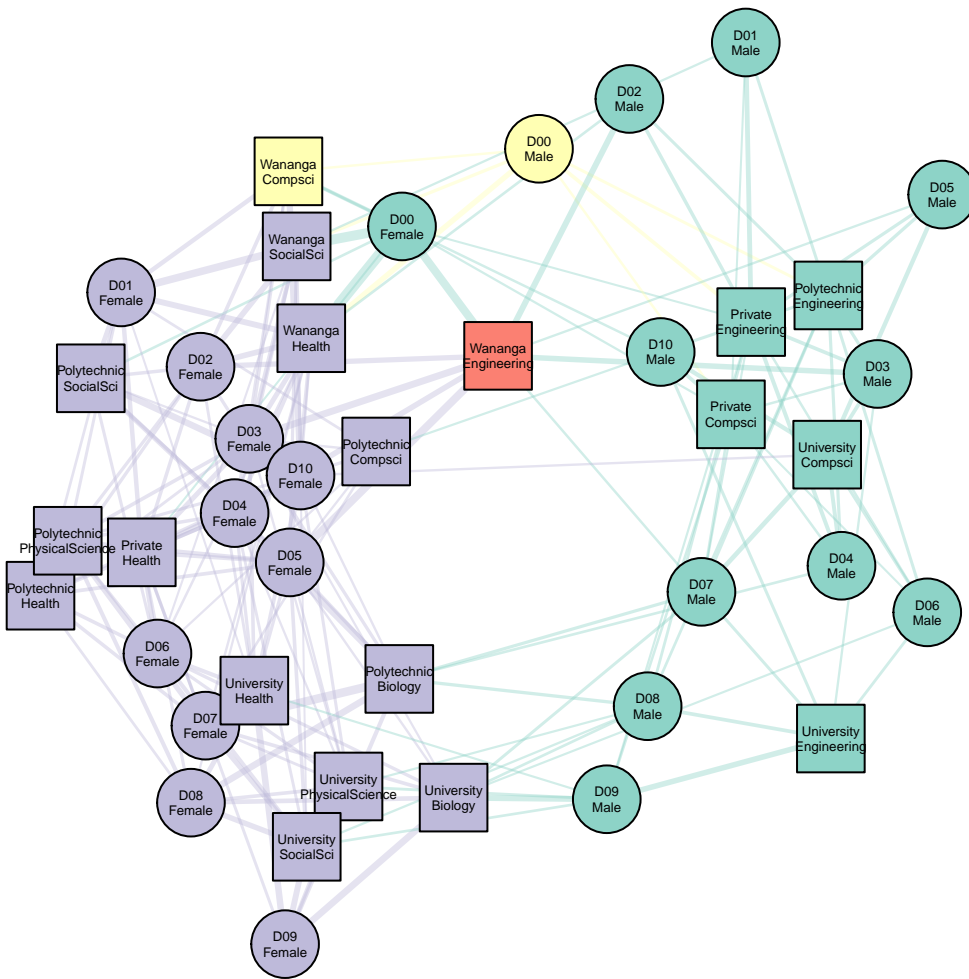 D01
Male
D02
Male
D00
Male
Wananga
Compsci
D05
Male
D00
Female
Wananga
SocialSci
D01
Female
Polytechnic
Engineering
Private
Engineering
Wananga
Health
Wananga
Engineering
D10
Male
D02
Female
D03
Male
Polytechnic
SocialSci
Private
Compsci
D03
Female
Polytechnic
Compsci
University
Compsci
D10
Female
D04
Female
Polytechnic
PhysicalScience
Private
Health
D05
Female
D04
Male
Polytechnic
Health
D07
Male
D06
Male
D06
Female
Polytechnic
Biology
University
Health
D08
Male
D07
Female
University
Engineering
University
PhysicalScience
University
Biology
D09
Male
D08
Female
University
SocialSci
D09
Female